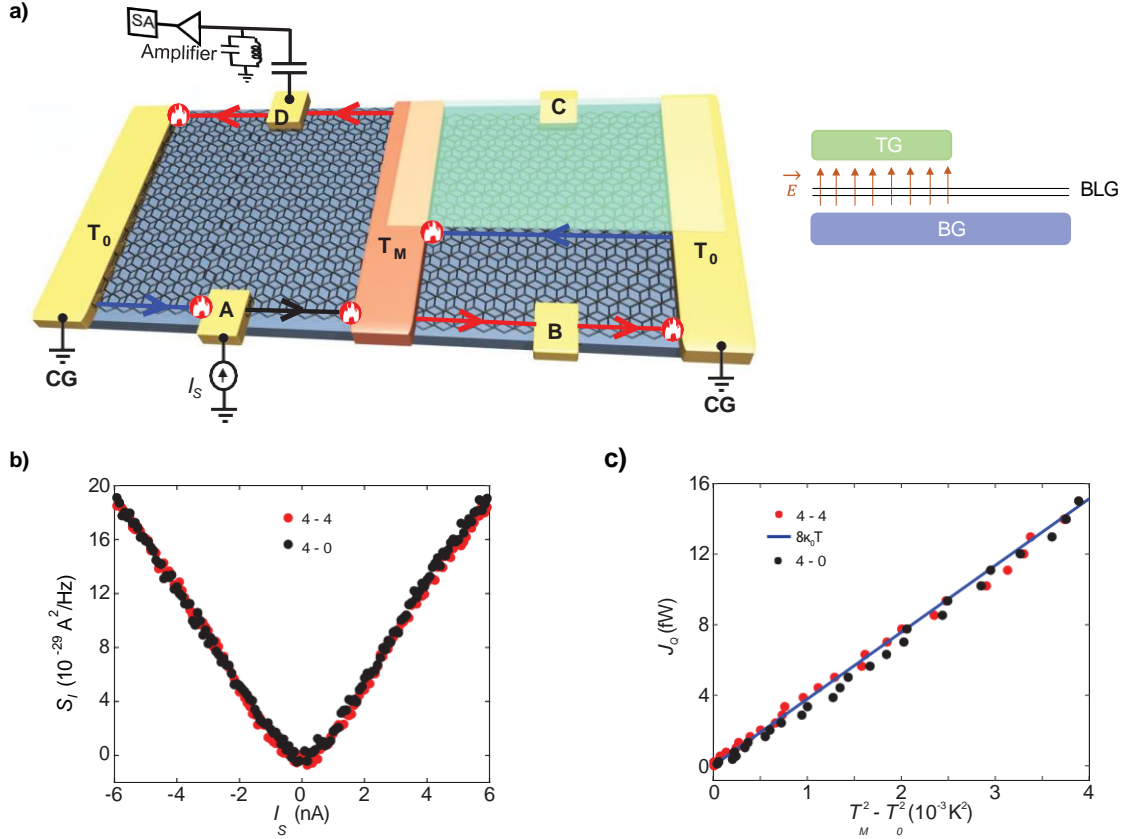 a)
SA
Amplifier
D
C
T0
TM
T0
A
B
CG
IS
CG
TG
E
BLG
BG
b)
20
16
12
8
4
0
SI (10 -29 A2/Hz)
4 - 4
4 - 0
-6 -4 -2 0 2 4 6
IS (nA)
c)
16
12
8
4
0
JQ (fW)
4 - 4
8κ0T
4 - 0
0 1 2 3 4
TM2 - T02 (10-3 K2)